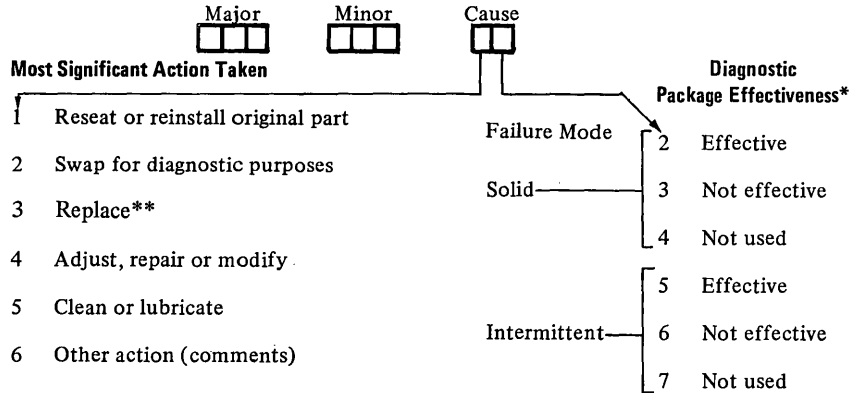 Major Minor Cause
Most Significant Action Taken
1 Reseat or reinstall original part
2 Swap for diagnostic purposes
3 Replace**
4 Adjust, repair or modify
5 Clean or lubricate
6 Other action (comments)
Diagnostic
Package Effectiveness*
Failure Mode
Solid
2 Effective
3 Not effective
4 Not used
Intermittent
5 Effective
6 Not effective
7 Not used